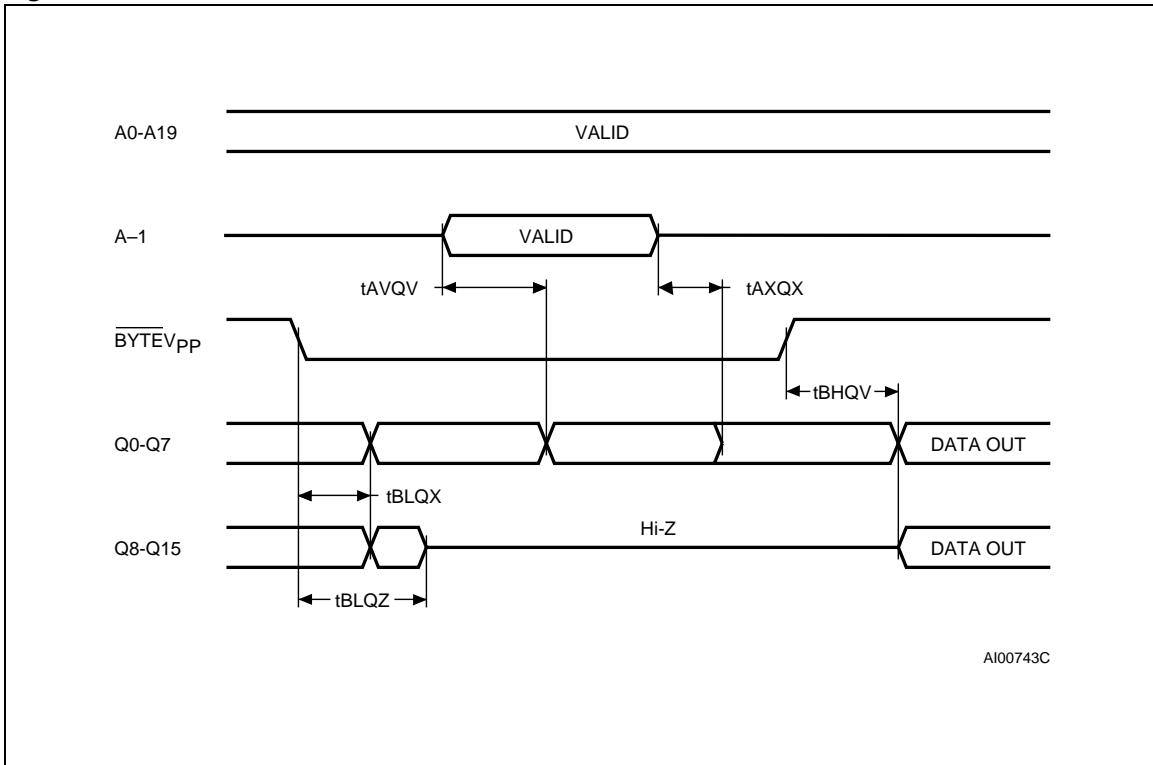 A0-A19
VALID
A–1
VALID
tAVQV
tAXQX
BYTEVPP
tBHQV
Q0-Q7
DATA OUT
tBLQX
Q8-Q15
Hi-Z
DATA OUT
tBLQZ
AI00743C